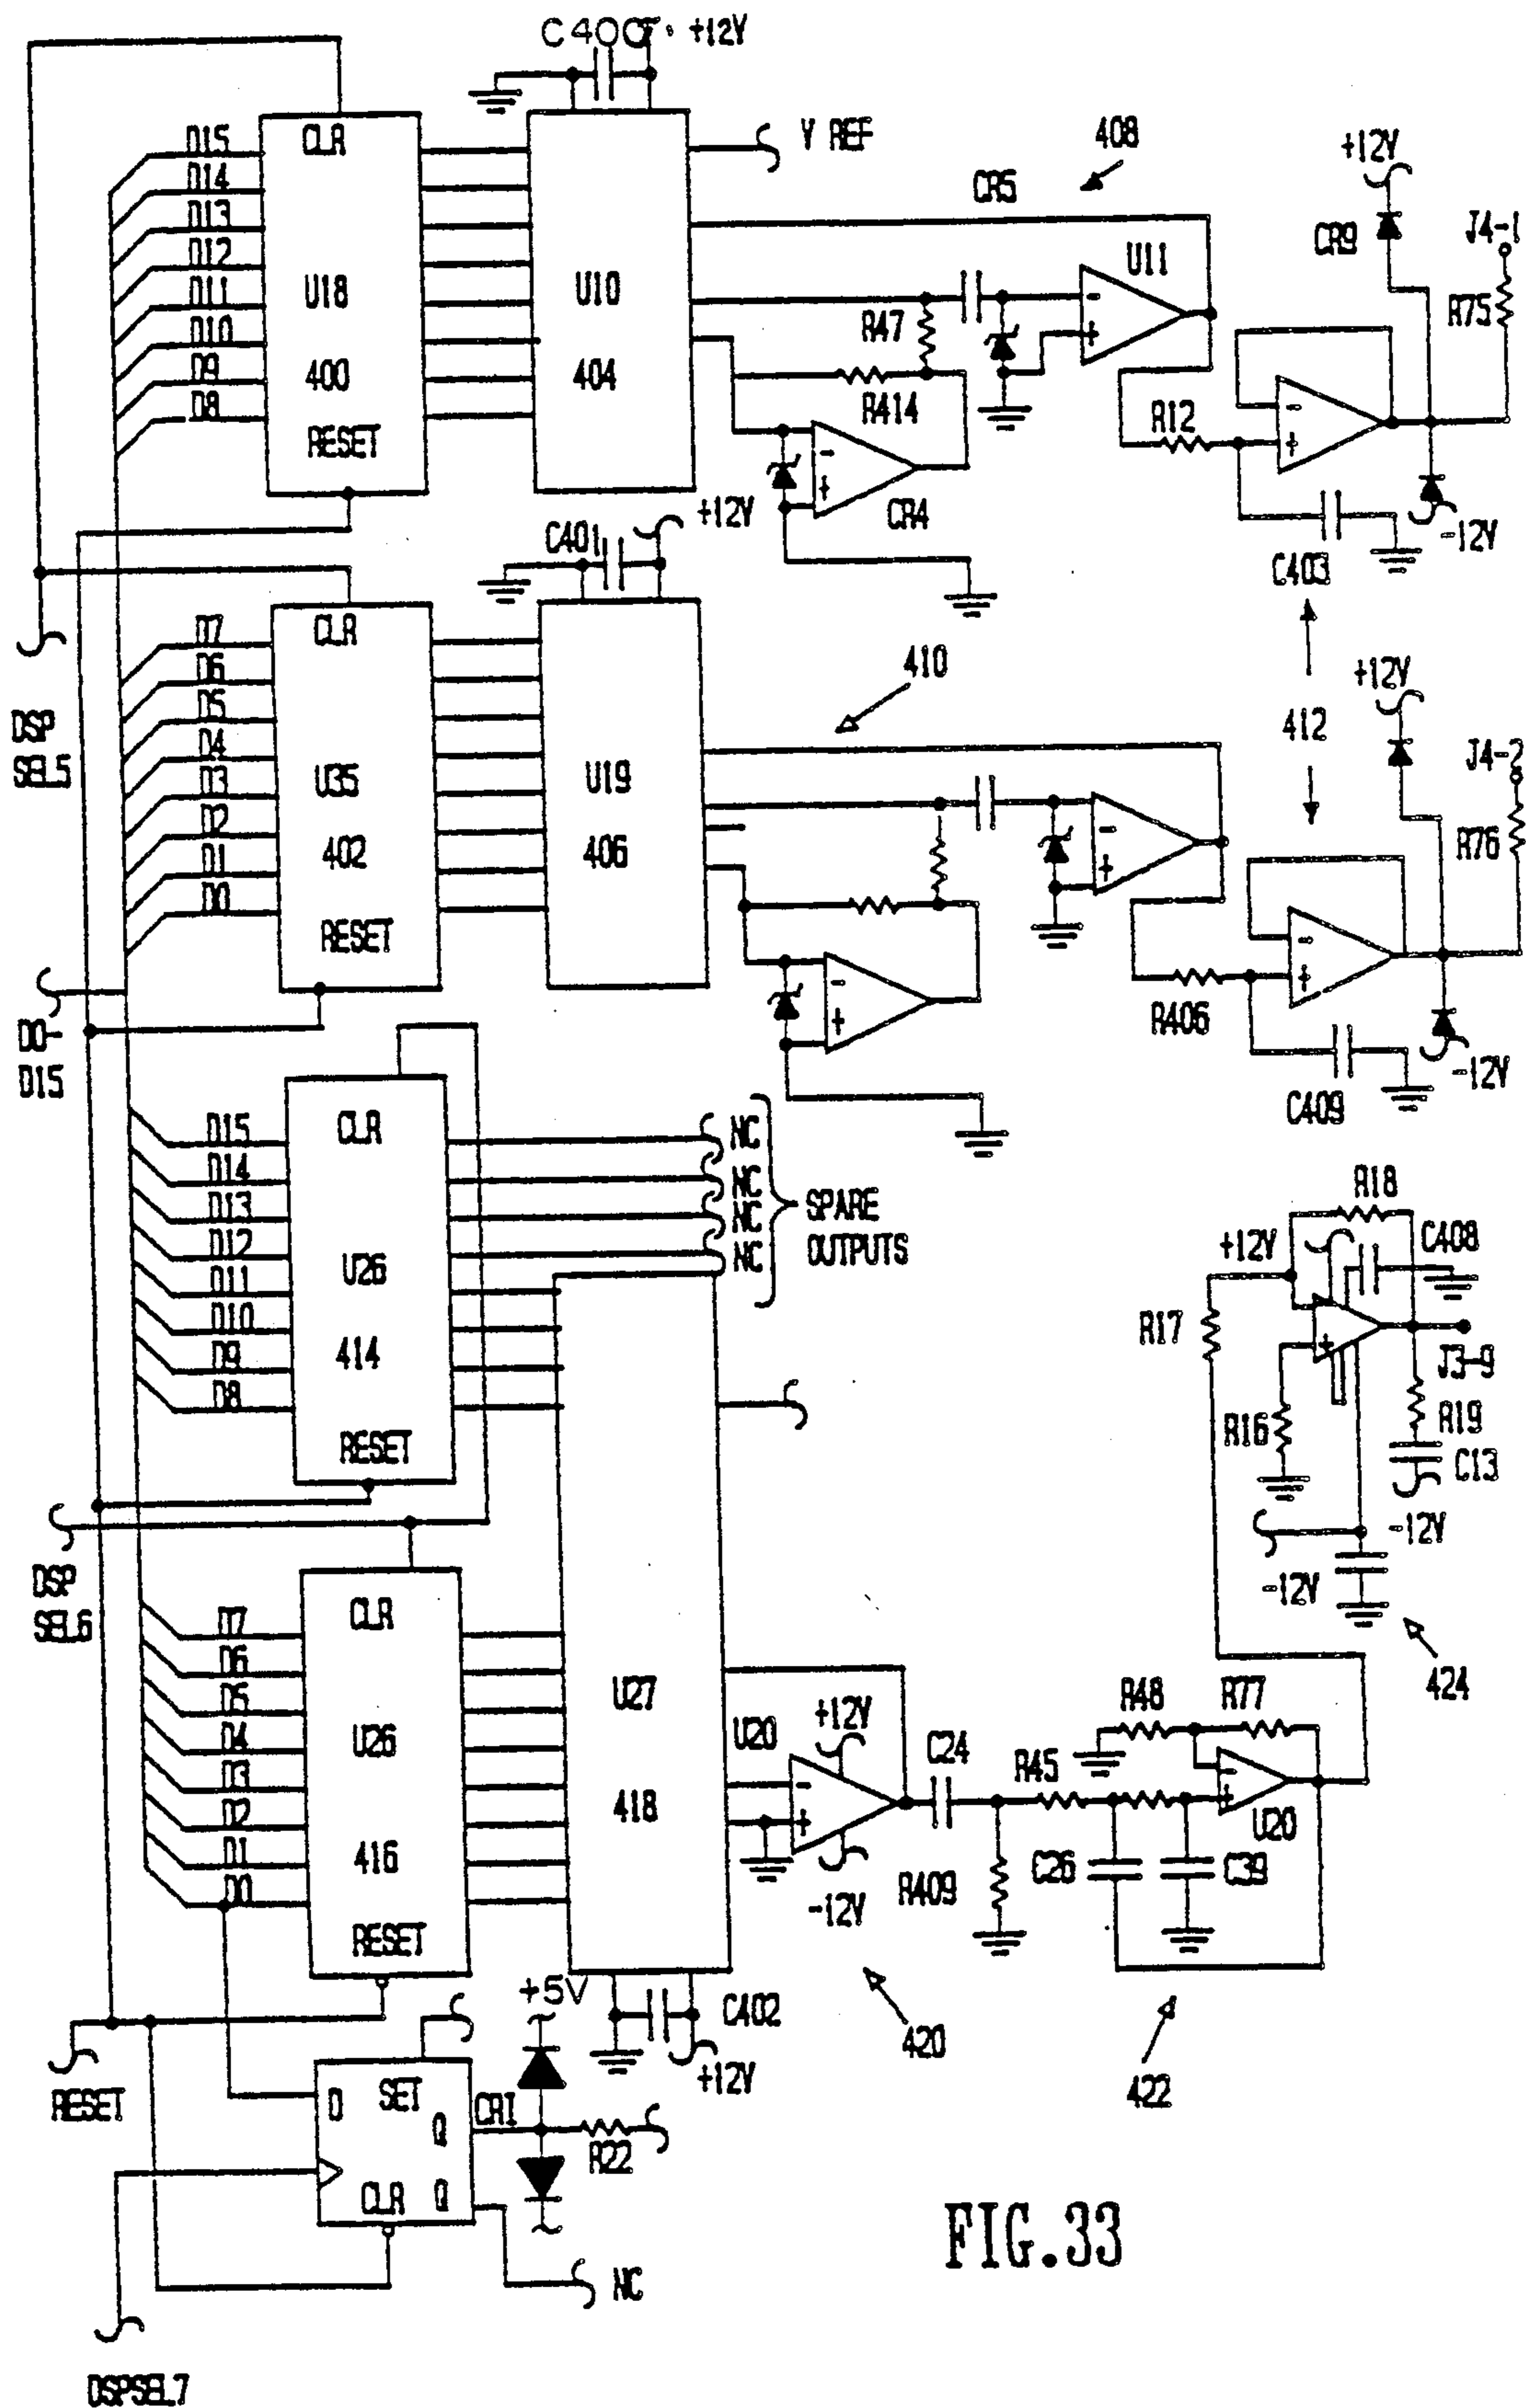 C400
+12V
D15
D14
D13
D12
D11
D10
D9
D8
CLR
U18
400
RESET
U10
404
Y REF
408
CR5
U11
R47
R414
CR4
+12V
CR9
J4-1
R75
R12
-12V
C403
DSP
SEL5
D7
D6
D5
D4
D3
D2
D1
D0
CLR
U35
402
RESET
C401
+12V
U19
406
410
412
+12V
J4-2
R76
R406
-12V
C409
D0-
D15
D15
D14
D13
D12
D11
D10
D9
D8
CLR
U26
414
RESET
NC
NC
NC
NC
SPARE
OUTPUTS
R18
+12V
C408
R17
+
J3-9
R16
R19
C13
-12V
-12V
424
DSP
SEL6
D7
D6
D5
D4
D3
D2
D1
D0
CLR
U26
416
RESET
U27
418
U20
+12V
-12V
C24
R409
R45
R48
R77
U20
C26
C39
420
422
C402
+12V
+5V
RESET
D
SET
Q
CLR
Q
CRI
R22
NC
DSPSEL7
FIG.33